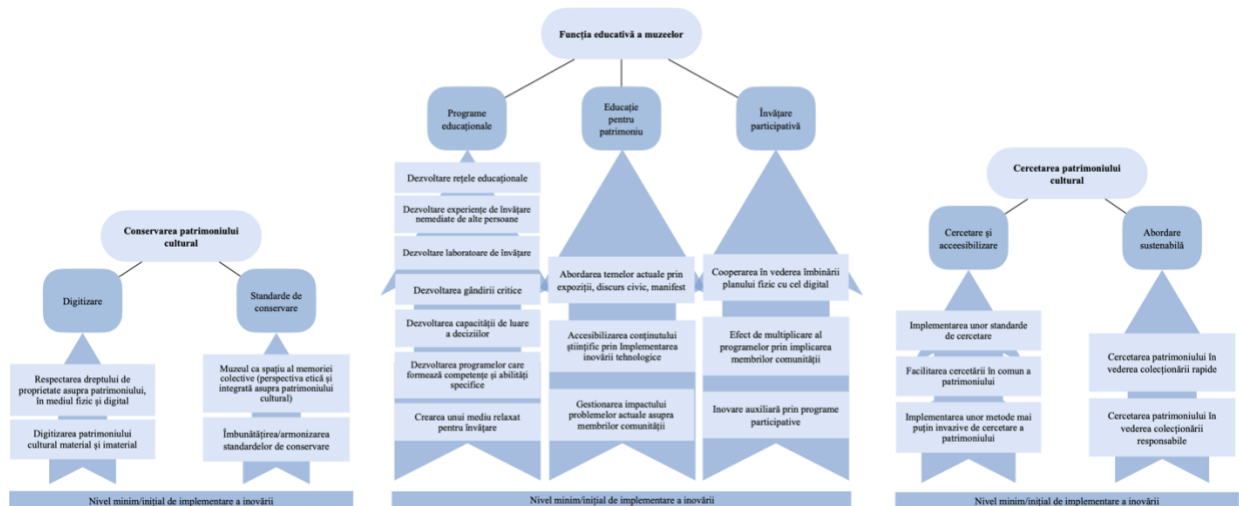 Conservarea patrimoniului
cultural
Digitizare
Standarde de
conservare
Respectarea dreptului de
proprietate asupra patrimoniului,
în mediul fizic și digital
Digitizarea patrimoniului
cultural material și imaterial
Muzeul ca spațiu al memoriei
colective (perspectiva etică și
integrată asupra patrimoniului
cultural)
Îmbunătățirea/armonizarea
standardelor de conservare
Nivel minim/inițial de implementare a inovării
Funcția educativă a muzeelor
Programe
educaționale
Educație
pentru
patrimoniu
Învățare
participativă
Dezvoltare rețele educaționale
Dezvoltare experiențe de învățare
nemediate de alte persoane
Dezvoltare laboratoare de învățare
Dezvoltarea gândirii critice
Dezvoltarea capacității de luare
a deciziilor
Dezvoltarea programelor care
formează competențe și abilități
specifice
Crearea unui mediu relaxat
pentru învățare
Abordarea temelor actuale prin
expoziții, discurs civic, manifest
Accesibilizarea conținutului
științific prin Implementarea
inovării tehnologice
Gestionarea impactului
problemelor actuale asupra
membrilor comunității
Cooperarea în vederea îmbinării
planului fizic cu cel digital
Efect de multiplicare al
programelor prin implicarea
membrilor comunității
Inovare auxiliară prin programe
participative
Nivel minim/inițial de implementare a inovării
Cercetarea patrimoniului
cultural
Cercetare și
acceesibilizare
Abordare
sustenabilă
Implementarea unor standarde
de cercetare
Facilitarea cercetării în comun a
patrimoniului
Implementarea unor metode mai
puțin invazive de cercetare a
patrimoniului
Cercetarea patrimoniului în
vederea colecționării rapide
Cercetarea patrimoniului în
vederea colecționării
responsabile
Nivel minim/inițial de implementare a inovării